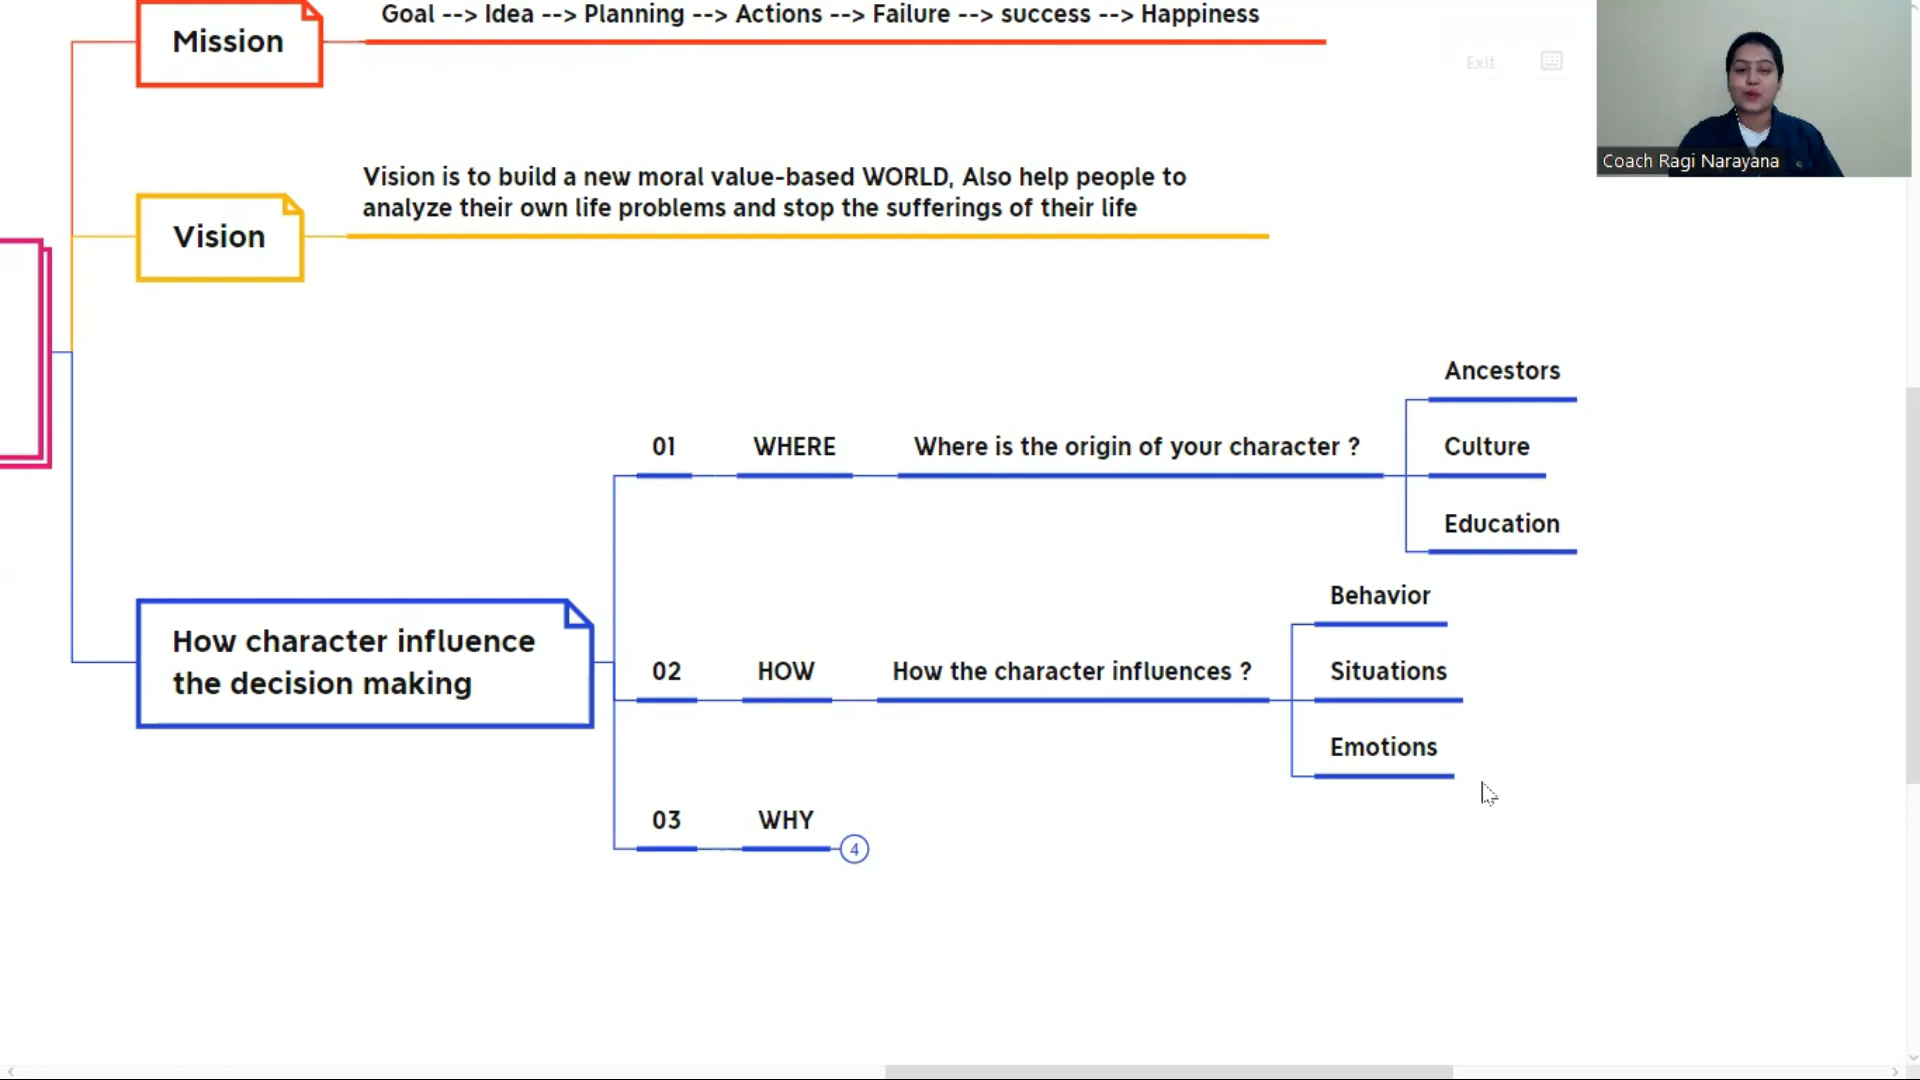 Goal --> Idea --> Planning --> Actions --> Failure --> success --> Happiness
Mission
Exit
Coach Ragi Narayana
Vision is to build a new moral value-based WORLD, Also help people to
analyze their own life problems and stop the sufferings of their life
Vision
Ancestors
01 WHERE Where is the origin of your character ? Culture
Education
Behavior
How character influence
the decision making
02 HOW How the character influences ? Situations
Emotions
03 WHY 4